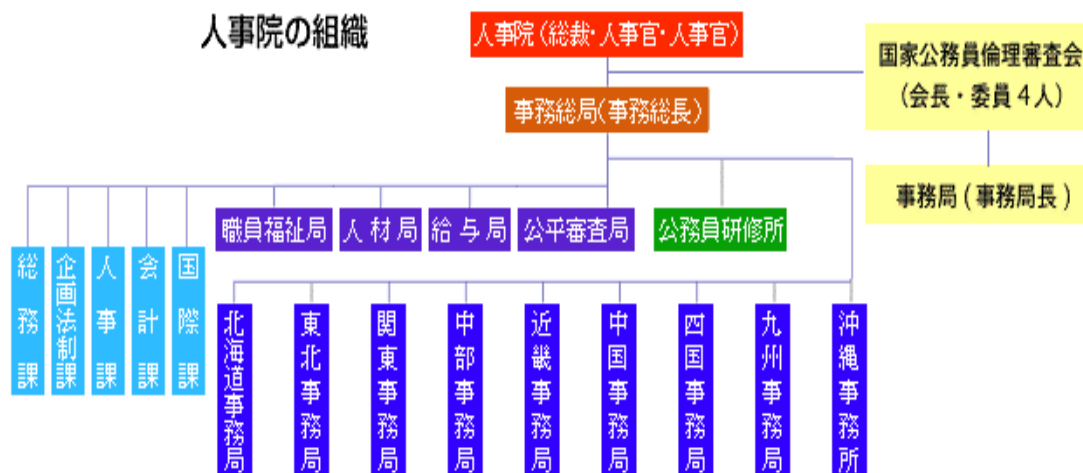 人事院の組織
人事院（総裁・人事官・人事官）
国家公務員倫理審査会
（会長・委員４人）
事務総局（事務総長）
事務局（事務局長）
職員福祉局
人材局
給与局
公平審査局
公務員研修所
総務課
企画法制課
人事課
会計課
国際課
北海道事務局
東北事務局
関東事務局
中部事務局
近畿事務局
中国事務局
四国事務局
九州事務局
沖縄事務所